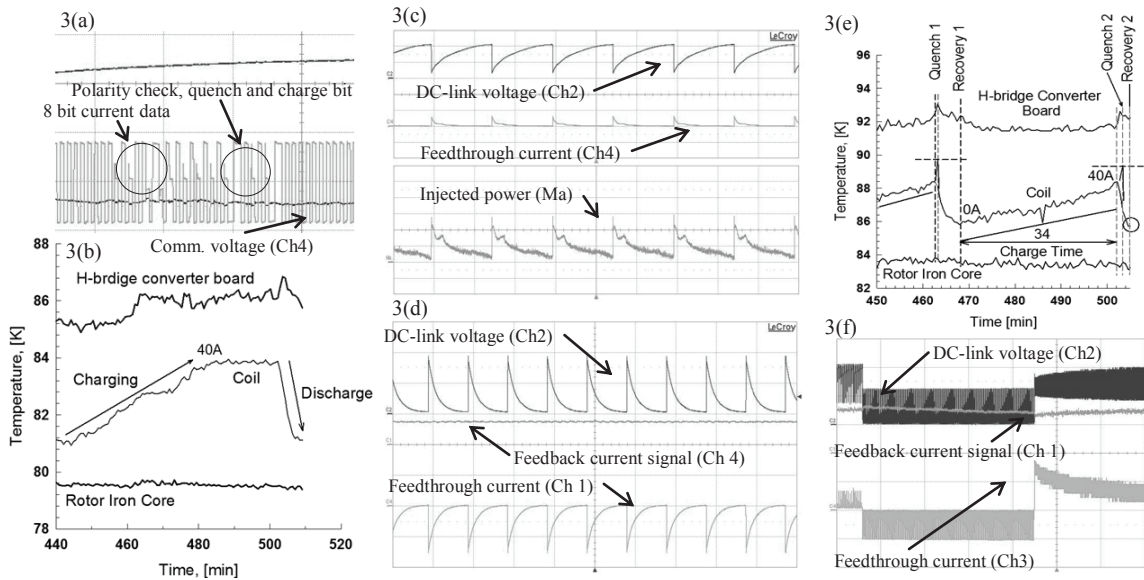 3(a)
Polarity check, quench and charge bit
8 bit current data
Comm. voltage (Ch4)
3(b)
88
86
84
82
80
78
Temperature, [K]
H-brdige converter board
40A
Charging
Coil
Discharge
Rotor Iron Core
440
460
480
500
520
Time, [min]
3(c)
LeCroy
DC-link voltage (Ch2)
Feedthrough current (Ch4)
Injected power (Ma)
3(d)
LeCroy
DC-link voltage (Ch2)
Feedback current signal (Ch 4)
Feedthrough current (Ch 1)
3(e)
Quench 1
Recovery 1
Quench 2
Recovery 2
96
94
92
90
88
86
84
82
Temperature, [K]
H-bridge Converter
Board
40A
Coil
0A
34
Charge Time
Rotor Iron Core
450
460
470
480
490
500
Time [min]
3(f)
DC-link voltage (Ch2)
Feedback current signal (Ch 1)
Feedthrough current (Ch3)